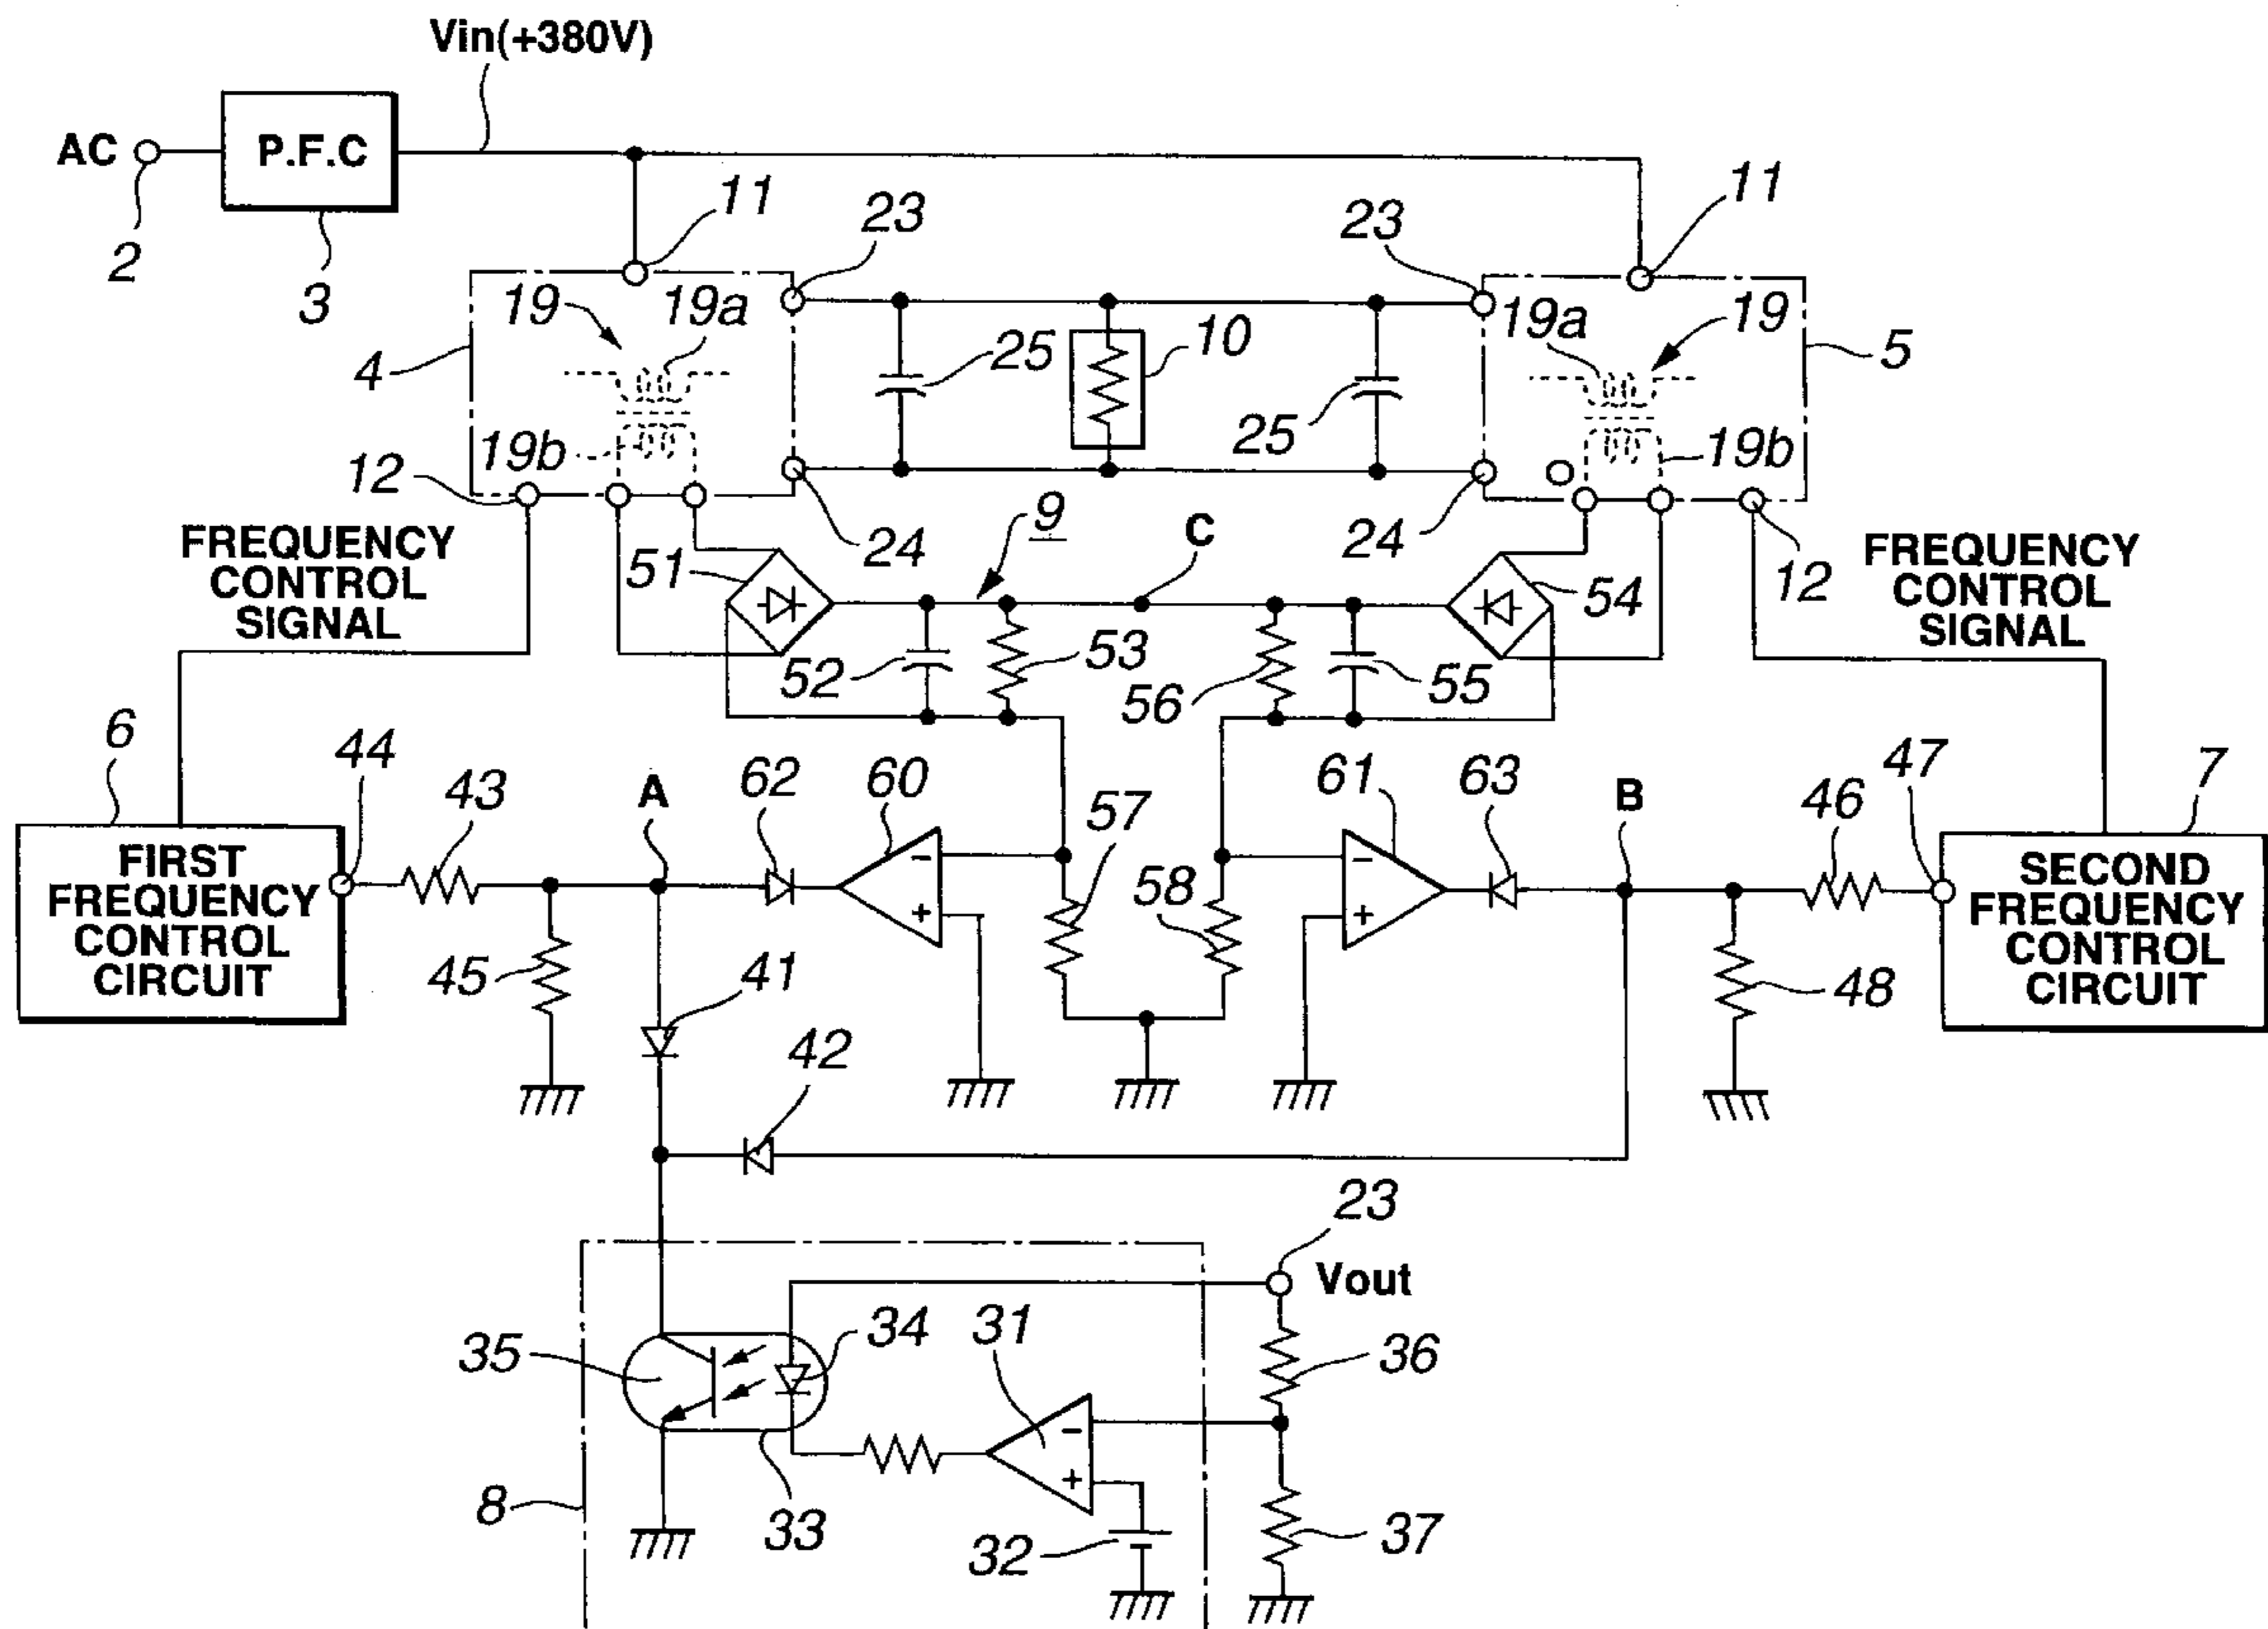 Vin(+380V)
AC
P.F.C
2
3
11
11
23
23
19
19a
19a
19
4
25
10
25
5
19b
19b
12
24
24
12
9
C
FREQUENCY
CONTROL
SIGNAL
FREQUENCY
CONTROL
SIGNAL
51
54
52
53
56
55
6
44
43
A
62
60
57
61
63
B
46
47
7
FIRST
FREQUENCY
CONTROL
CIRCUIT
-
+
-
+
SECOND
FREQUENCY
CONTROL
CIRCUIT
45
58
48
41
42
23
Vout
35
34
31
36
-
+
8
33
32
37